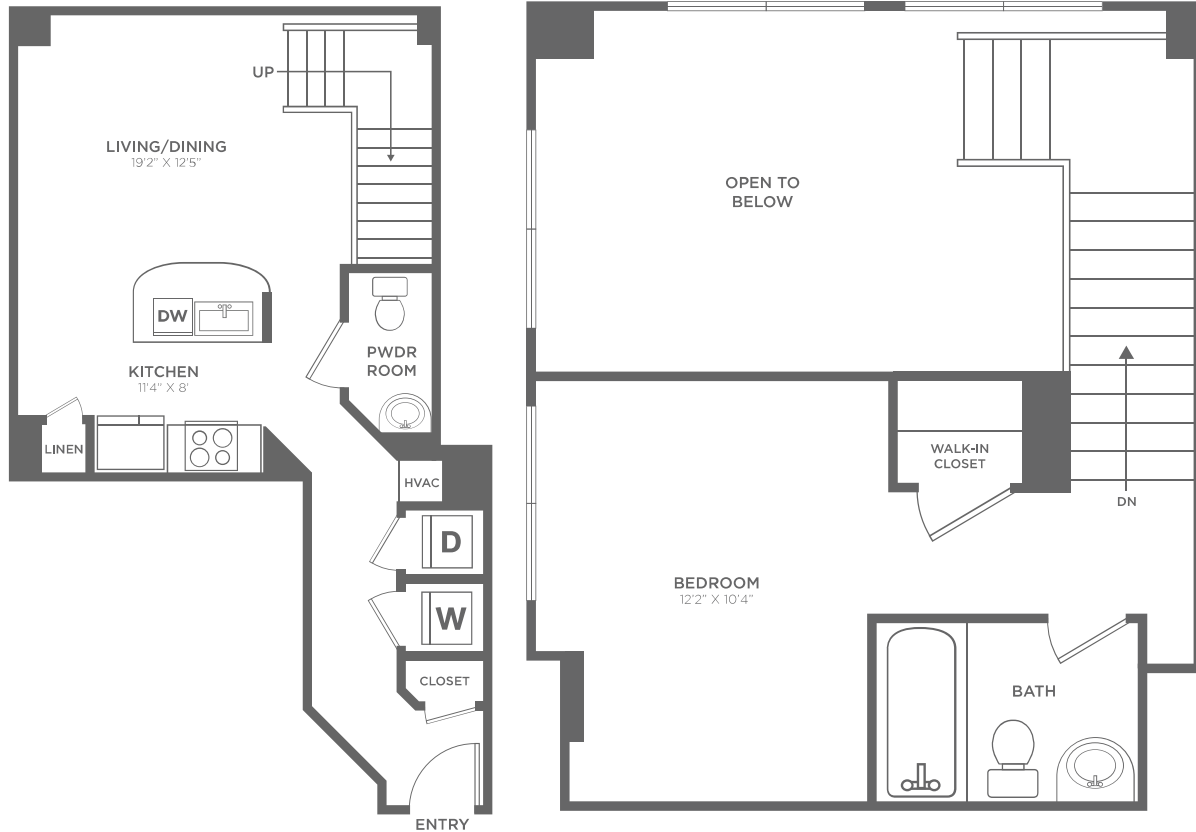 UP
LIVING/DINING
19'2" X 12'5"
DW
KITCHEN
11'4" X 8'
PWDR
ROOM
LINEN
HVAC
D
W
CLOSET
ENTRY
OPEN TO
BELOW
WALK-IN
CLOSET
DN
BEDROOM
12'2" X 10'4"
BATH